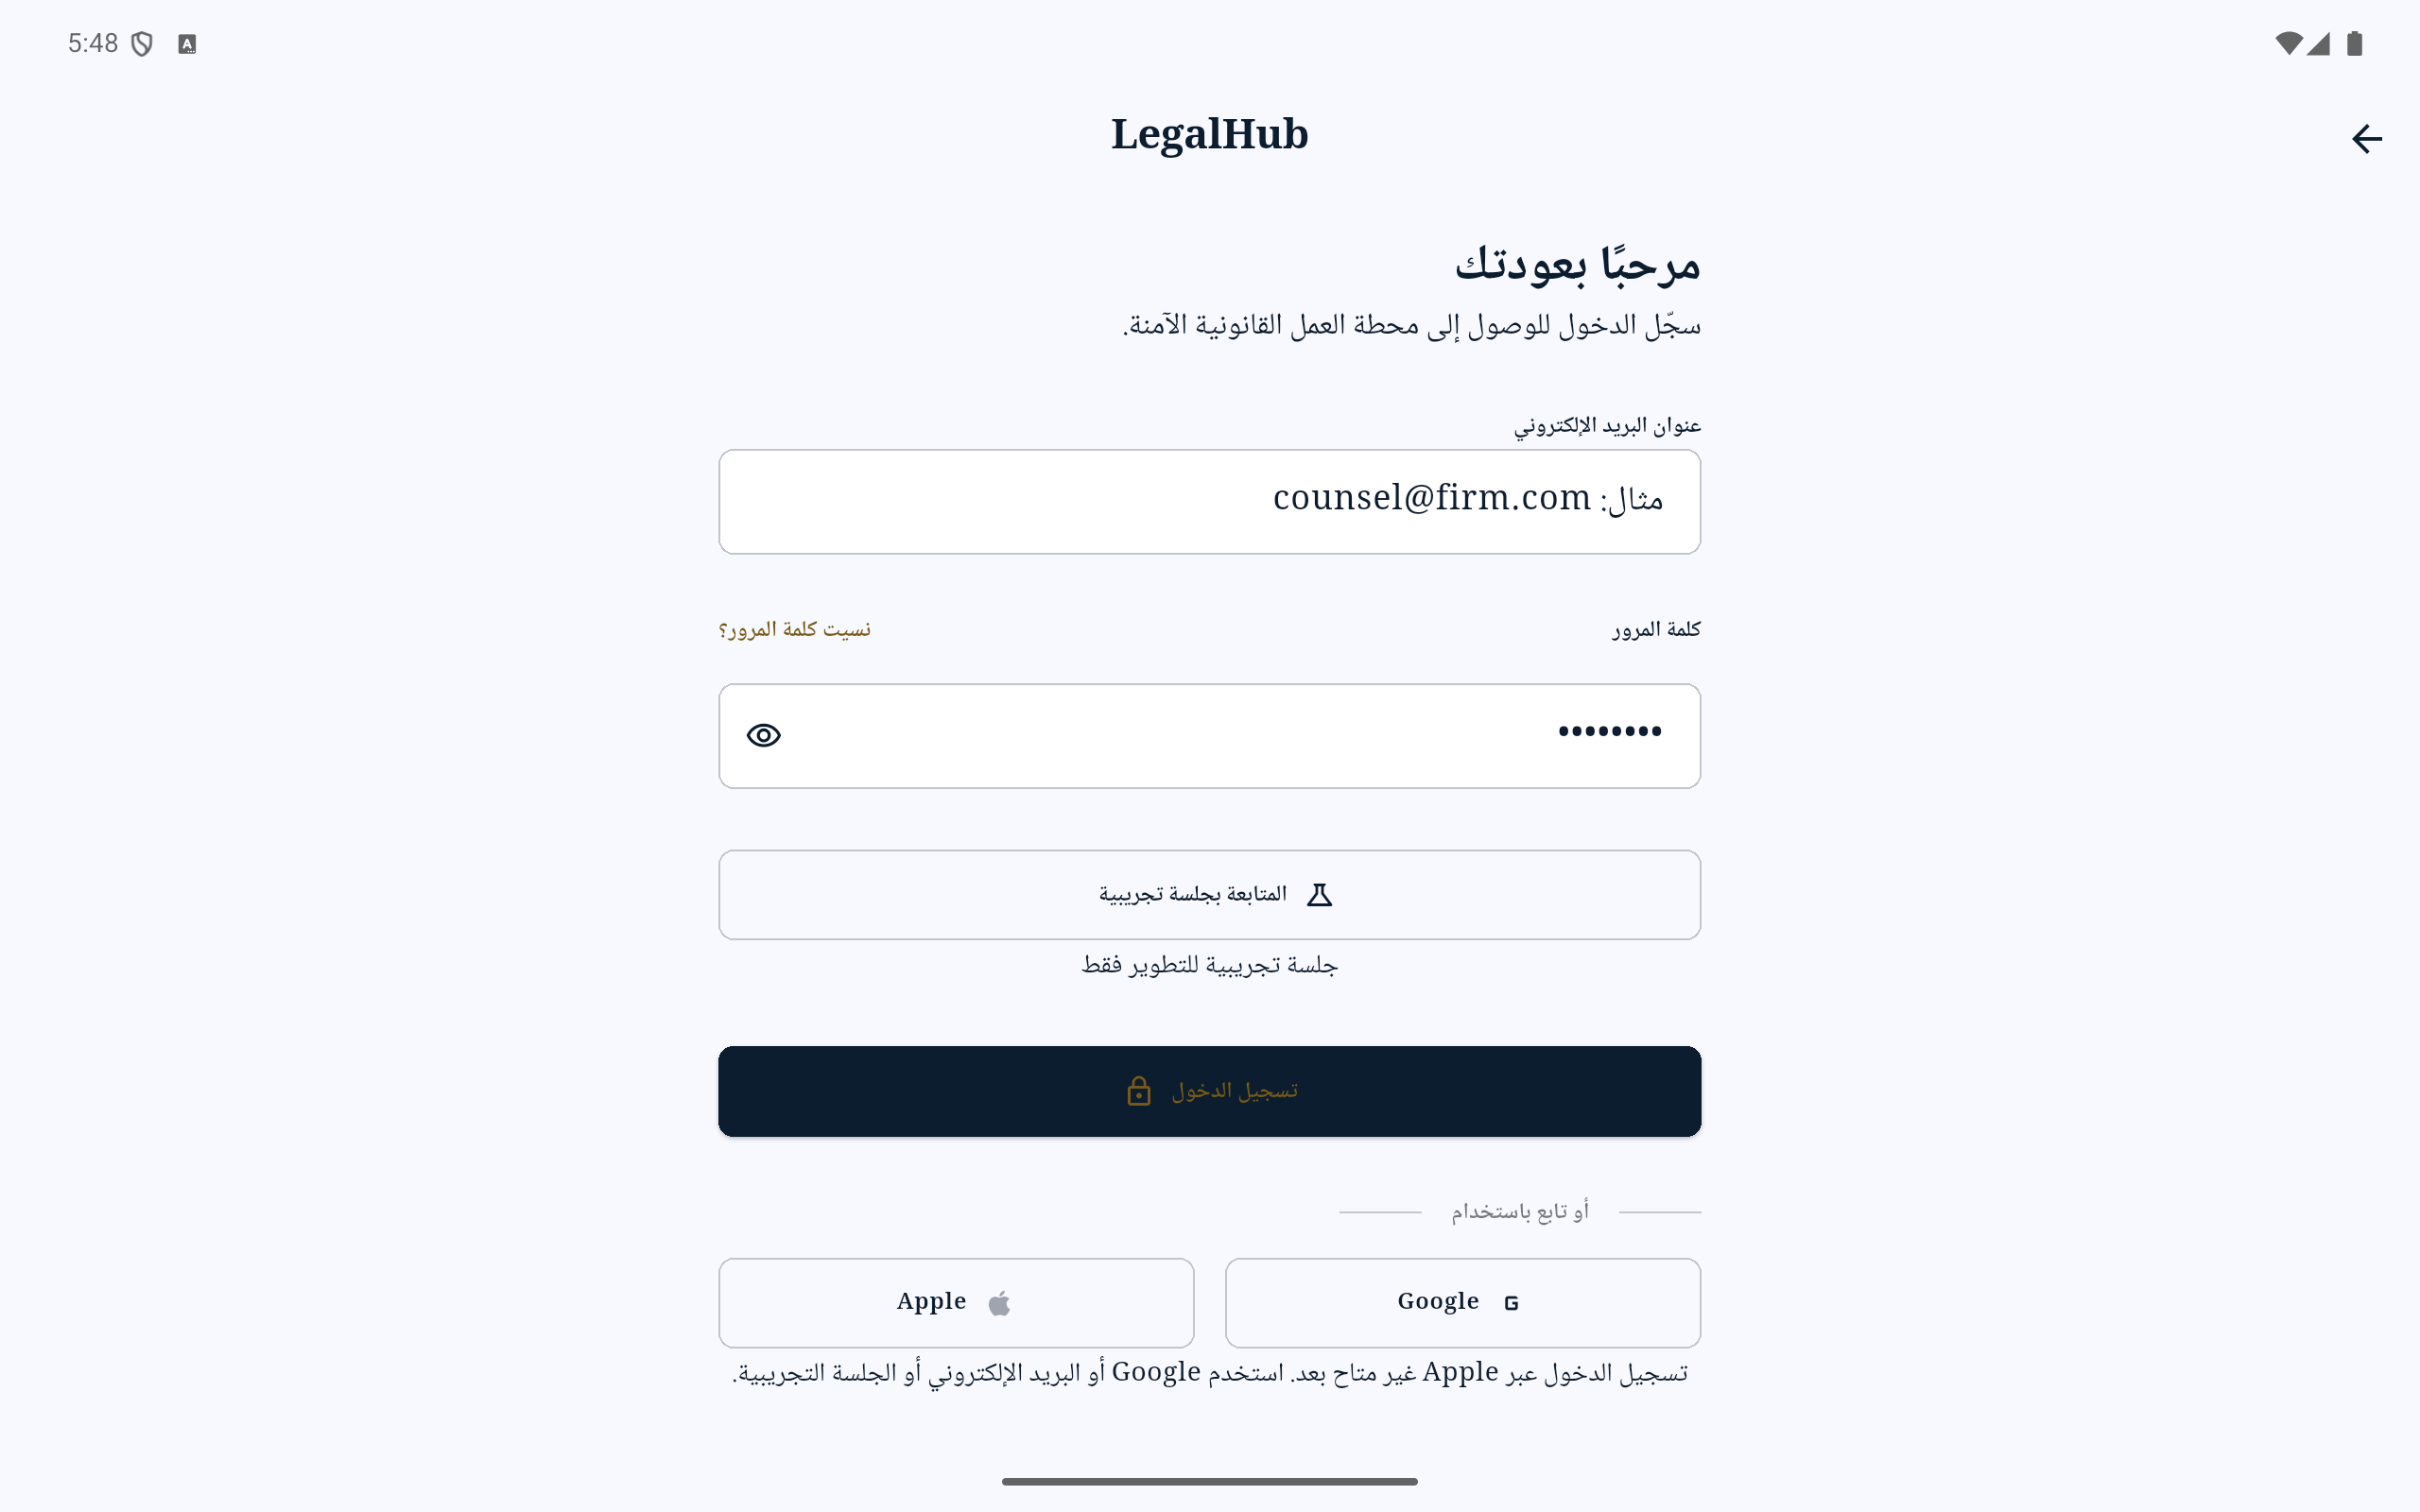 5:48
LegalHub
مرحبًا بعودتك
سجّل الدخول للوصول إلى محطة العمل القانونية الآمنة.
عنوان البريد الإلكتروني
مثال: counsel@firm.com
كلمة المرور
نسيت كلمة المرور؟
••••••••
المتابعة بجلسة تجريبية
جلسة تجريبية للتطوير فقط
تسجيل الدخول
أو تابع باستخدام
Google
Apple
تسجيل الدخول عبر Apple غير متاح بعد. استخدم Google أو البريد الإلكتروني أو الجلسة التجريبية.